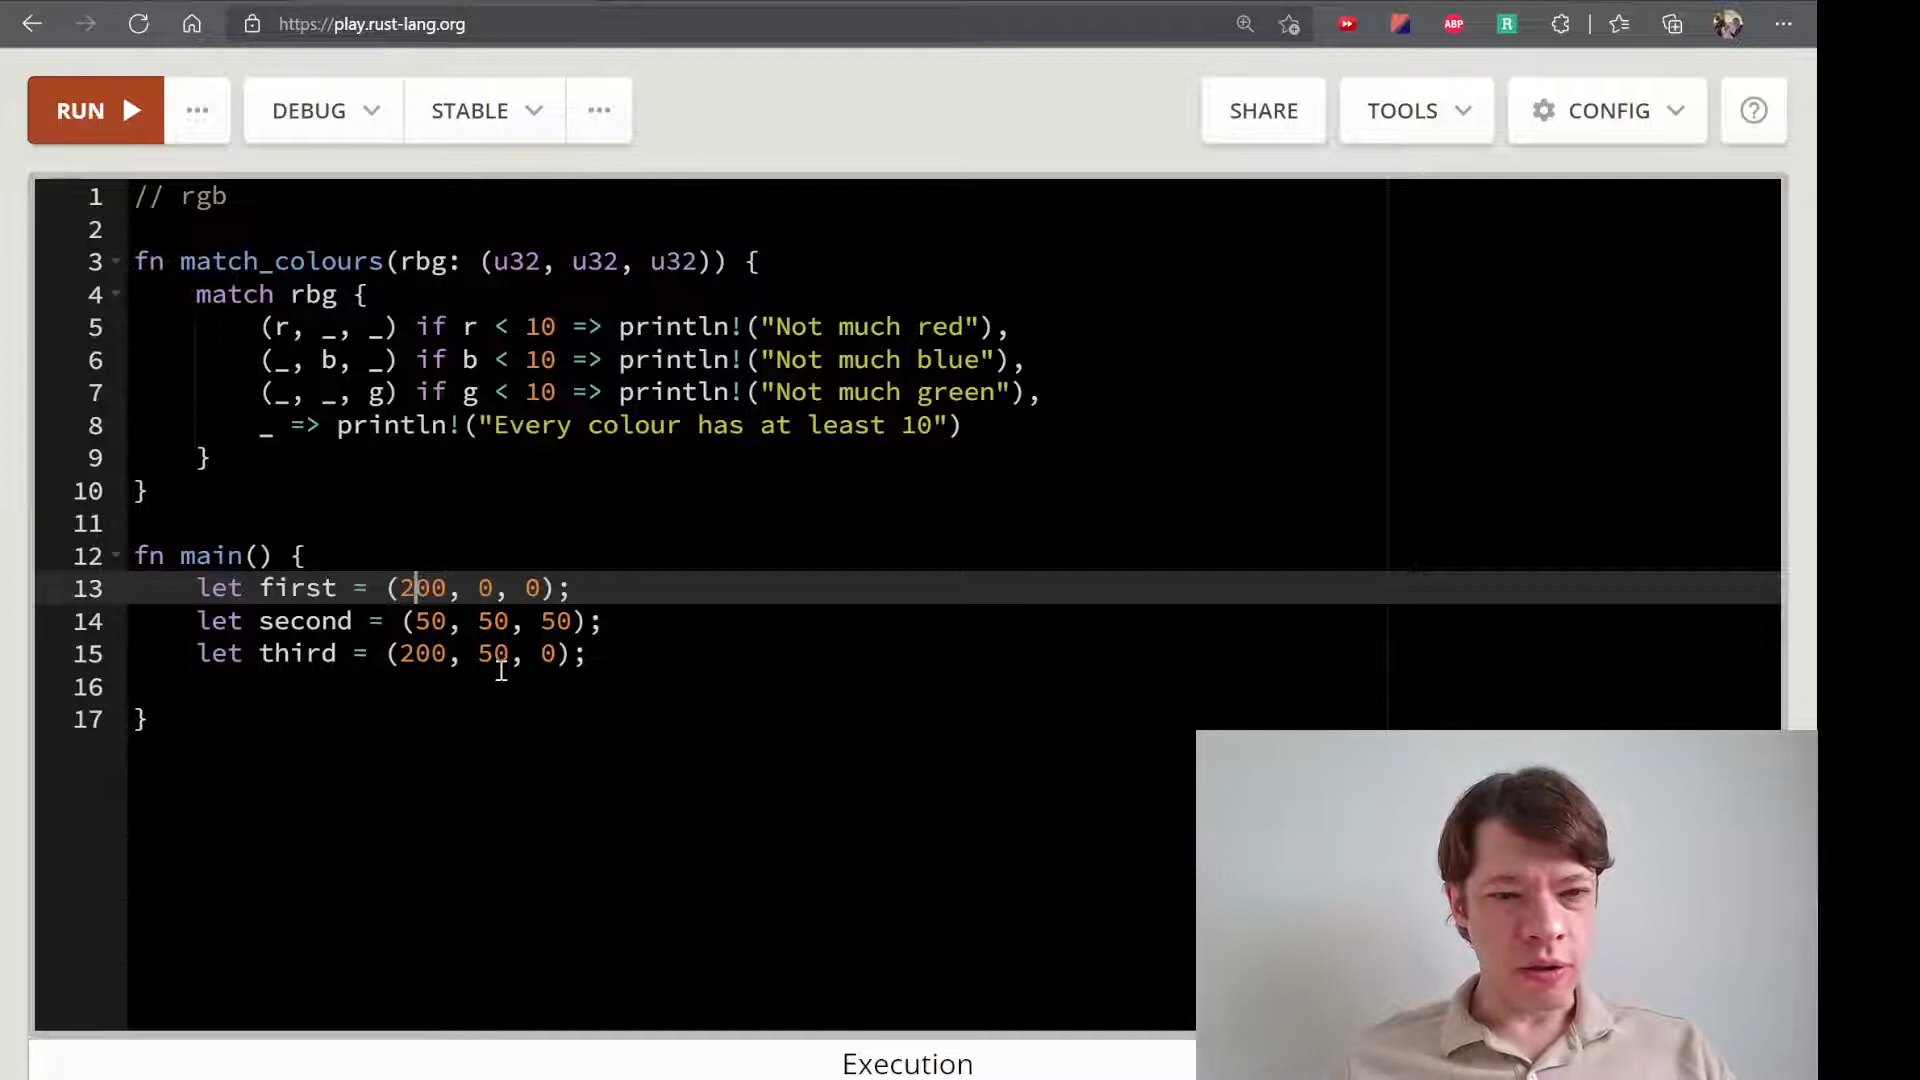 https://play.rust-lang.org
ABP
R
RUN
DEBUG
STABLE
SHARE
TOOLS
CONFIG
1 // rgb
2
3 fn match_colours(rbg: (u32, u32, u32)) {
4     match rbg {
5         (r, _, _) if r < 10 => println!("Not much red"),
6         (_, b, _) if b < 10 => println!("Not much blue"),
7         (_, _, g) if g < 10 => println!("Not much green"),
8         _ => println!("Every colour has at least 10")
9     }
10 }
11
12 fn main() {
13     let first = (200, 0, 0);
14     let second = (50, 50, 50);
15     let third = (200, 50, 0);
16
17 }
Execution